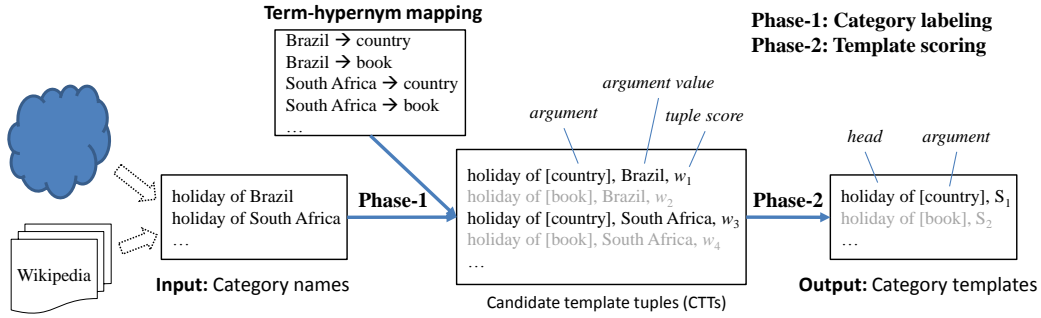 Term-hypernym mapping
Brazil → country
Brazil → book
South Africa → country
South Africa → book
…
Phase-1: Category labeling
Phase-2: Template scoring
Wikipedia
holiday of Brazil
holiday of South Africa
…
Input: Category names
Phase-1
argument
argument value
tuple score
holiday of [country], Brazil, w1
holiday of [book], Brazil, w2
holiday of [country], South Africa, w3
holiday of [book], South Africa, w4
…
Candidate template tuples (CTTs)
Phase-2
head
argument
holiday of [country], S1
holiday of [book], S2
…
Output: Category templates